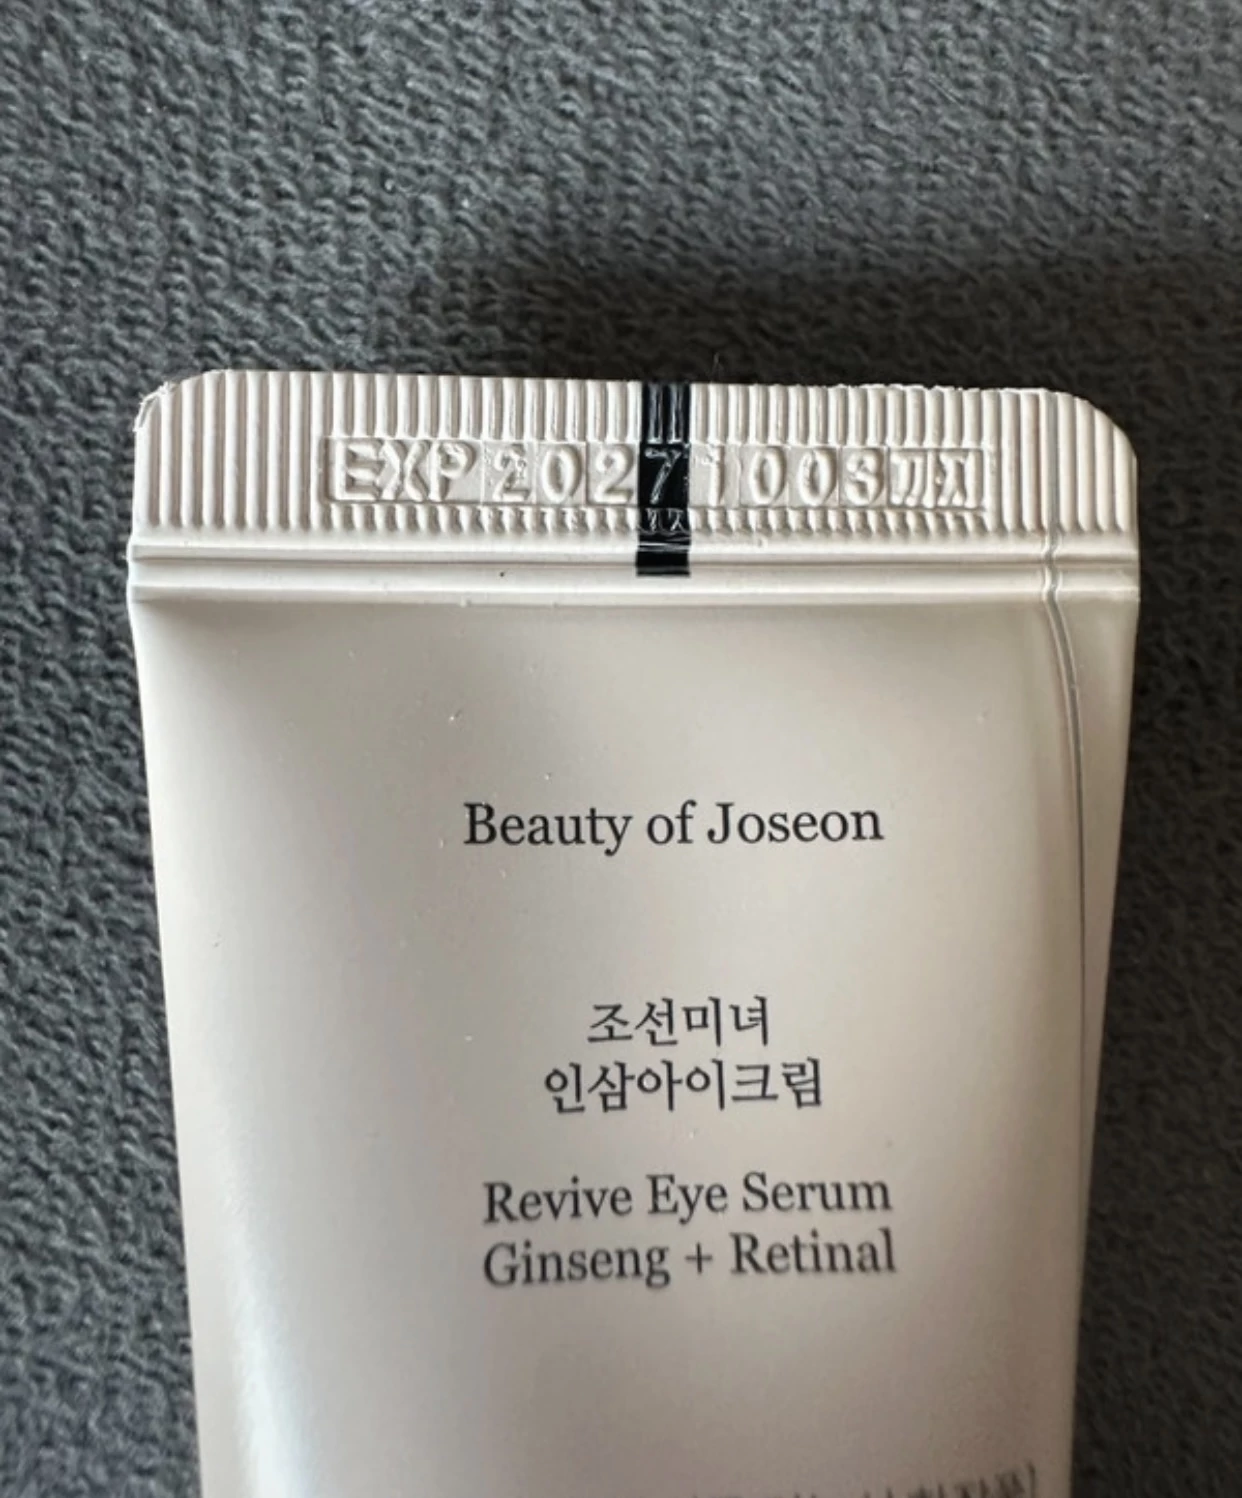 EXP 20271008까지
Beauty of Joseon
조선미녀
인삼아이크림
Revive Eye Serum
Ginseng + Retinal